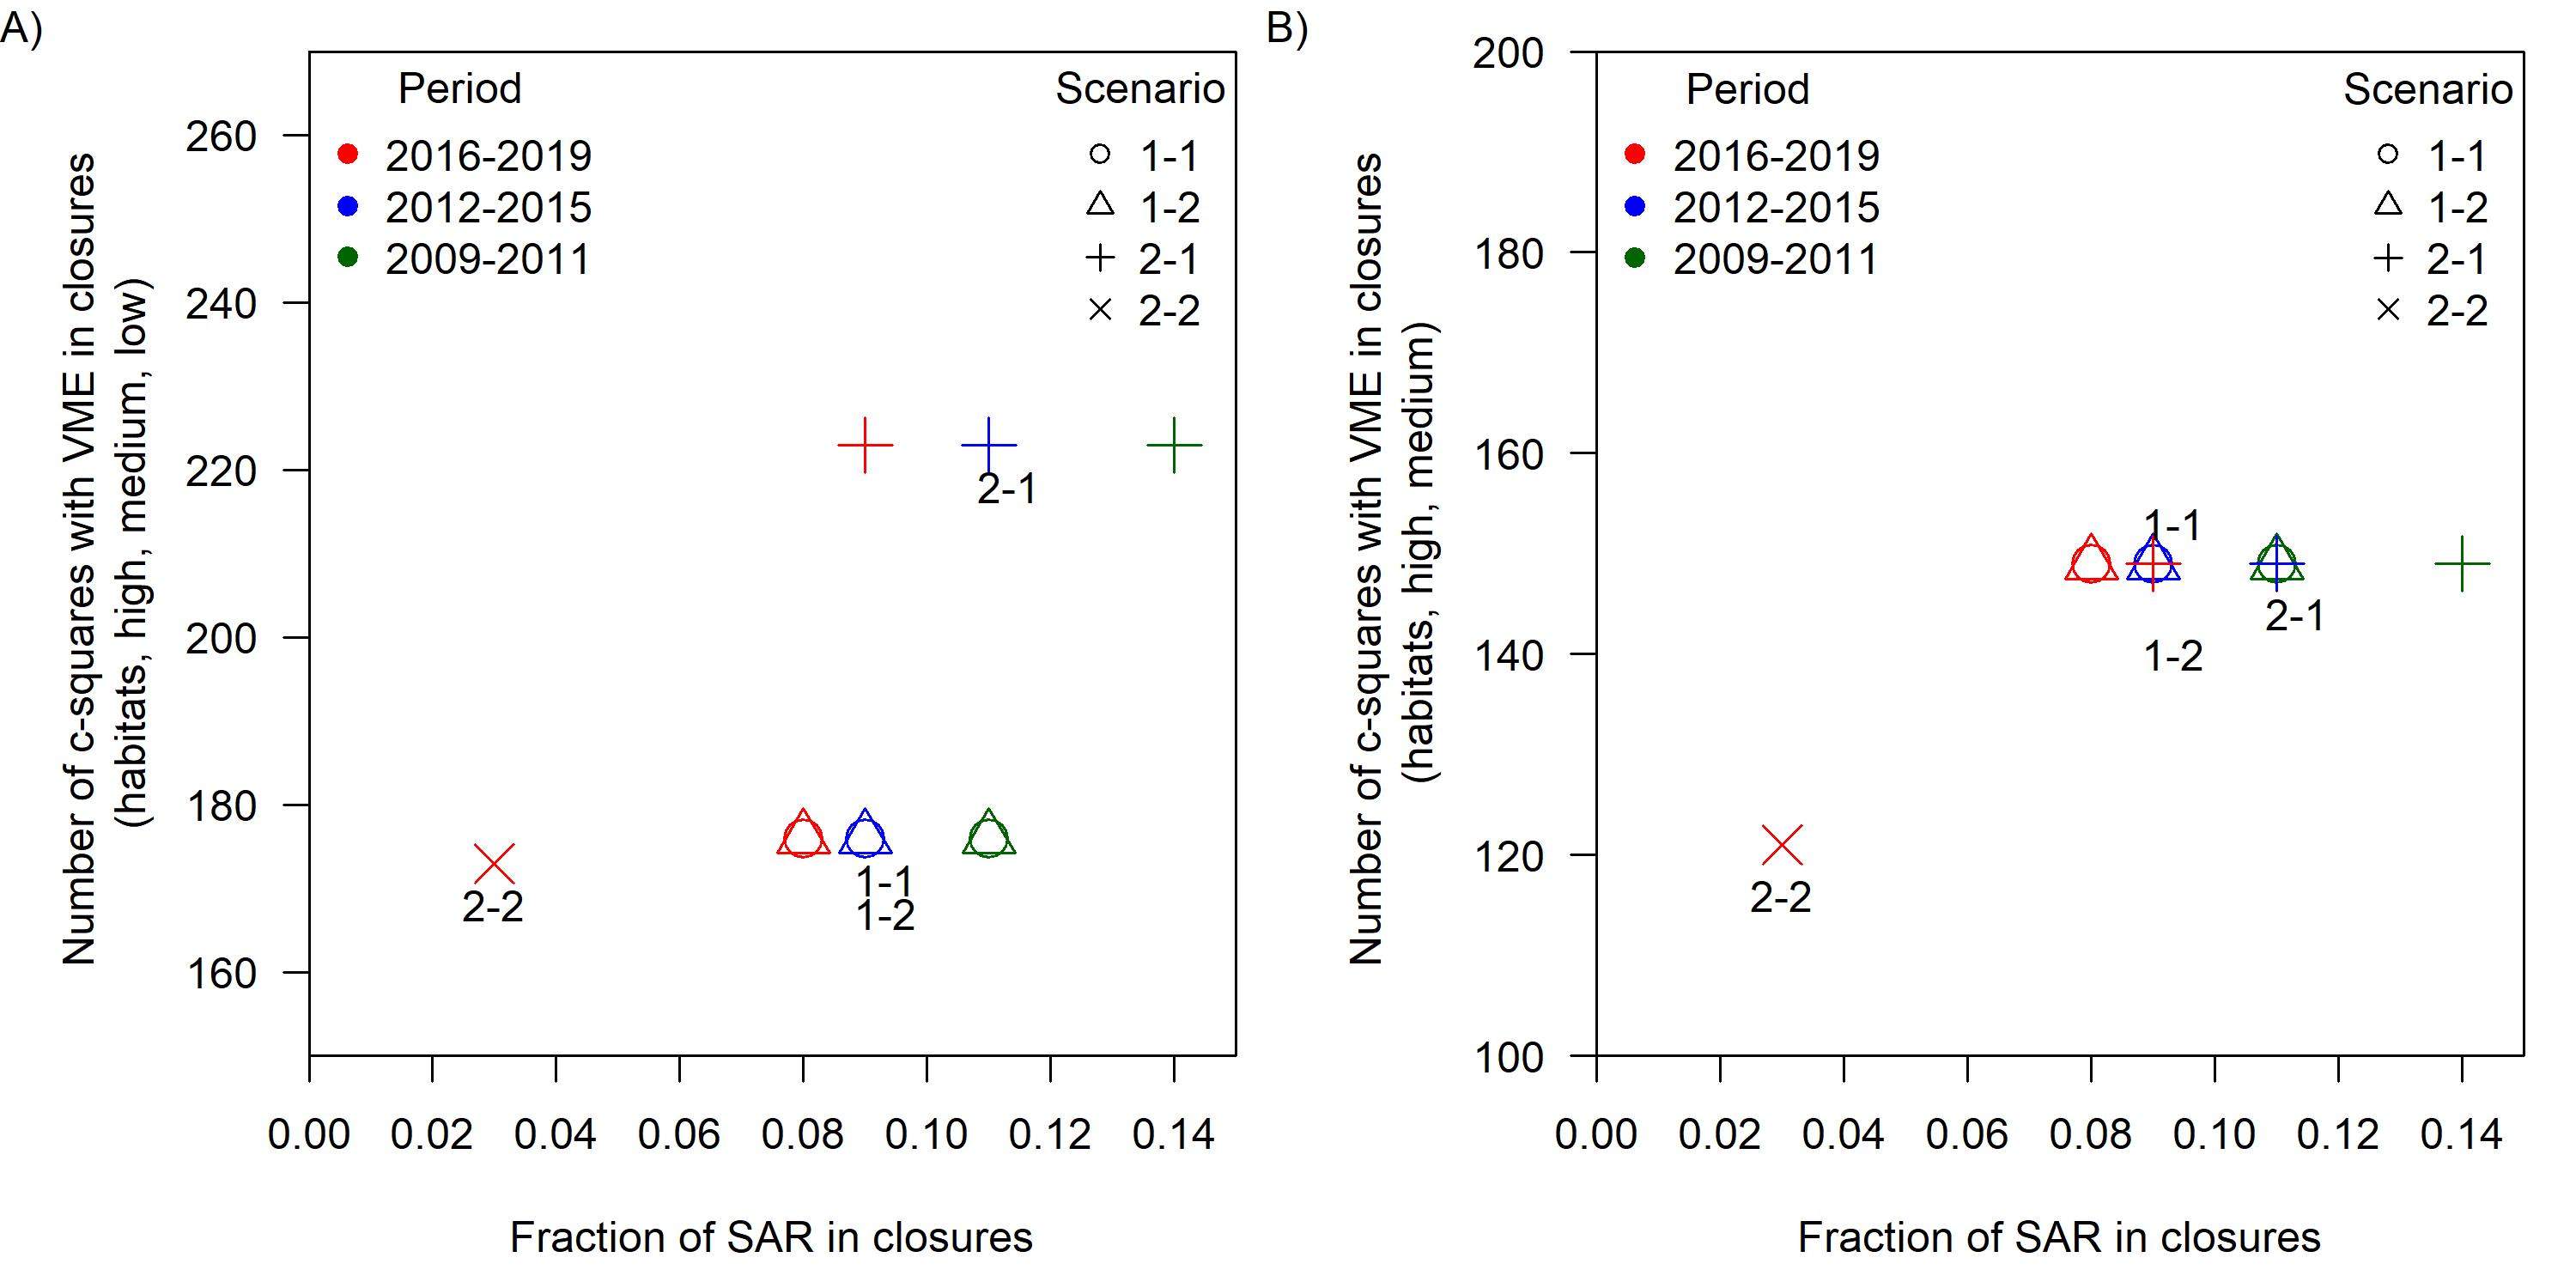 A)
Number of c-squares with VME in closures
(habitats, high, medium, low)
260
240
220
200
180
160
Period
2016-2019
2012-2015
2009-2011
Scenario
1-1
1-2
2-1
2-2
2-1
2-2
1-1
1-2
0.00 0.02 0.04 0.06 0.08 0.10 0.12 0.14
Fraction of SAR in closures
B)
Number of c-squares with VME in closures
(habitats, high, medium)
200
180
160
140
120
100
Period
2016-2019
2012-2015
2009-2011
Scenario
1-1
1-2
2-1
2-2
1-1
2-1
1-2
2-2
0.00 0.02 0.04 0.06 0.08 0.10 0.12 0.14
Fraction of SAR in closures